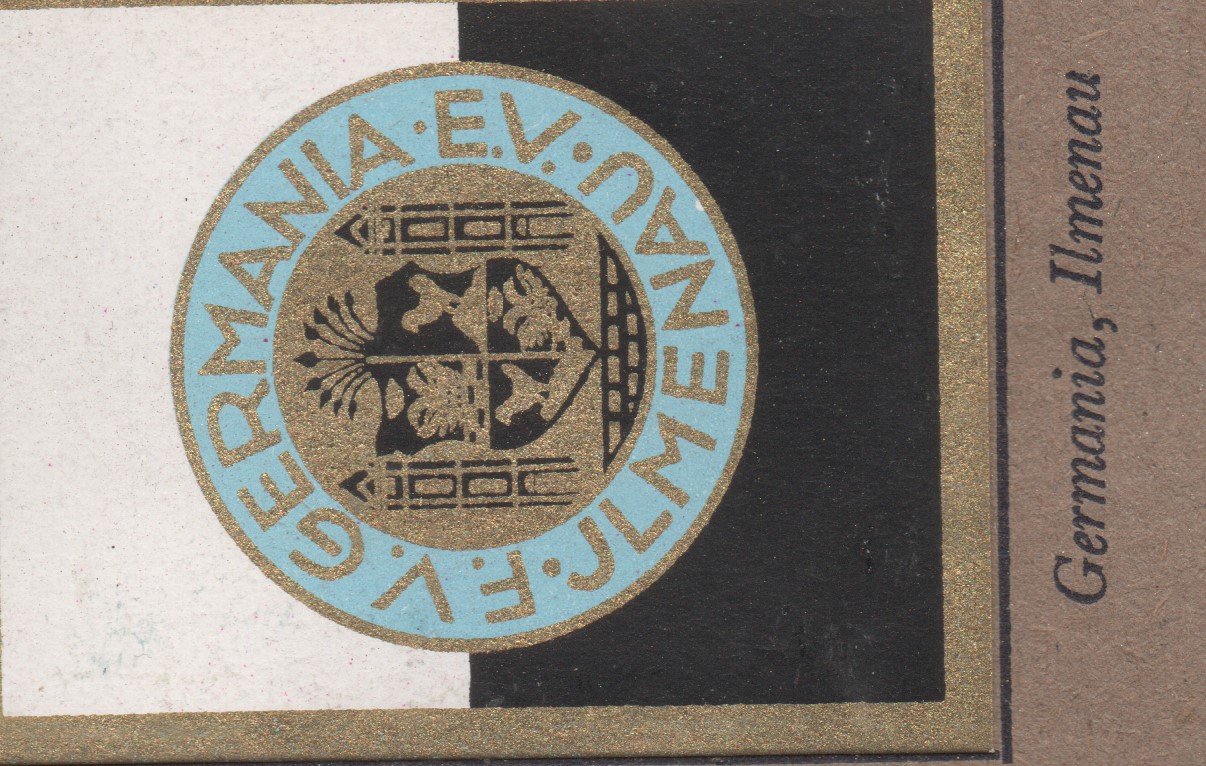 F.V. GERMANIA · E.V.
JLMENAU
Germania, Ilmenau